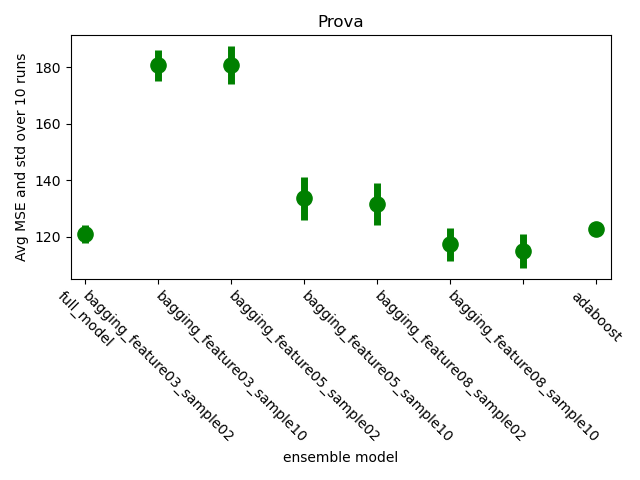 Prova
Avg MSE and std over 10 runs
180
160
140
120
full_model
bagging_feature03_sample02
bagging_feature03_sample10
bagging_feature05_sample02
bagging_feature05_sample10
bagging_feature08_sample02
bagging_feature08_sample10
adaboost
ensemble model